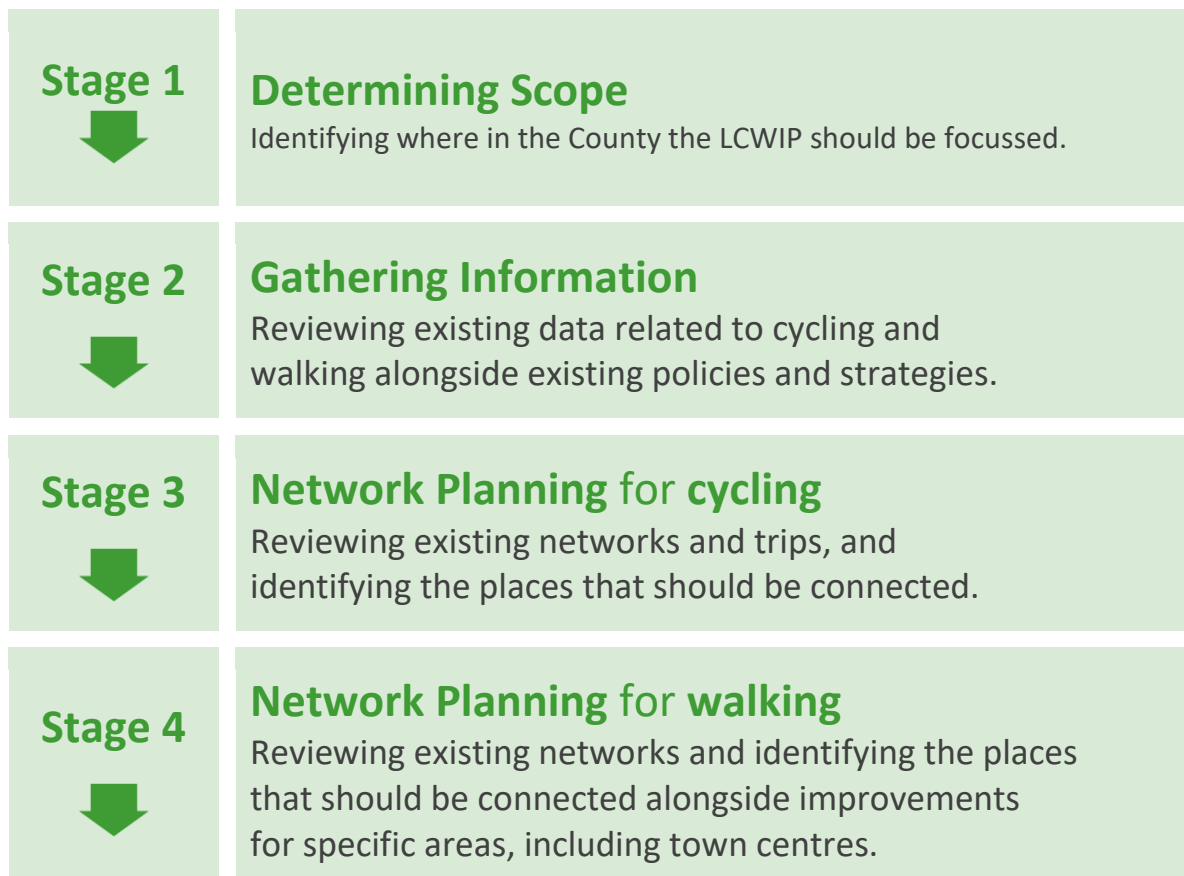 Stage 1
Determining Scope
Identifying where in the County the LCWIP should be focussed.
Stage 2
Gathering Information
Reviewing existing data related to cycling and
walking alongside existing policies and strategies.
Stage 3
Network Planning for cycling
Reviewing existing networks and trips, and
identifying the places that should be connected.
Stage 4
Network Planning for walking
Reviewing existing networks and identifying the places
that should be connected alongside improvements
for specific areas, including town centres.